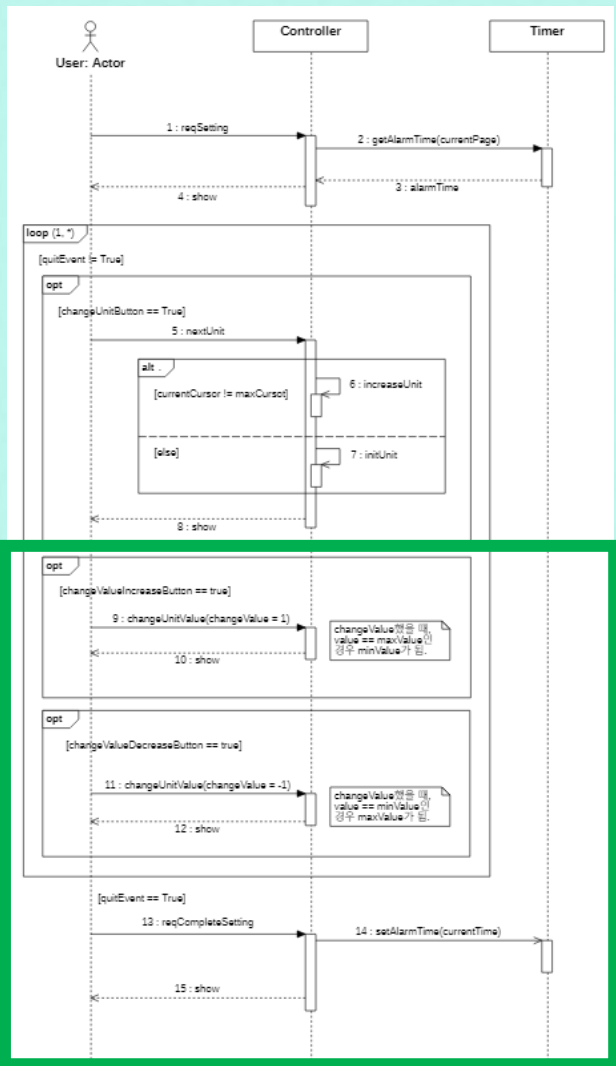 Controller
Timer
User: Actor
1 : reqSetting
2 : getAlarmTime(currentPage)
3 : alarmTime
4 : show
loop (1, *)
[quitEvent != True]
opt
[changeUnitButton == True]
5 : nextUnit
alt .
[currentCursor != maxCursor]
6 : increaseUnit
[else]
7 : initUnit
8 : show
opt
[changeValueIncreaseButton == true]
9 : changeUnitValue(changeValue = 1)
changeValue했을 때,
value == maxValue인
경우 minValue가 됨.
10 : show
opt
[changeValueDecreaseButton == true]
11 : changeUnitValue(changeValue = -1)
changeValue했을 때,
value == minValue인
경우 maxValue가 됨.
12 : show
[quitEvent == True]
13 : reqCompleteSetting
14 : setAlarmTime(currentTime)
15 : show